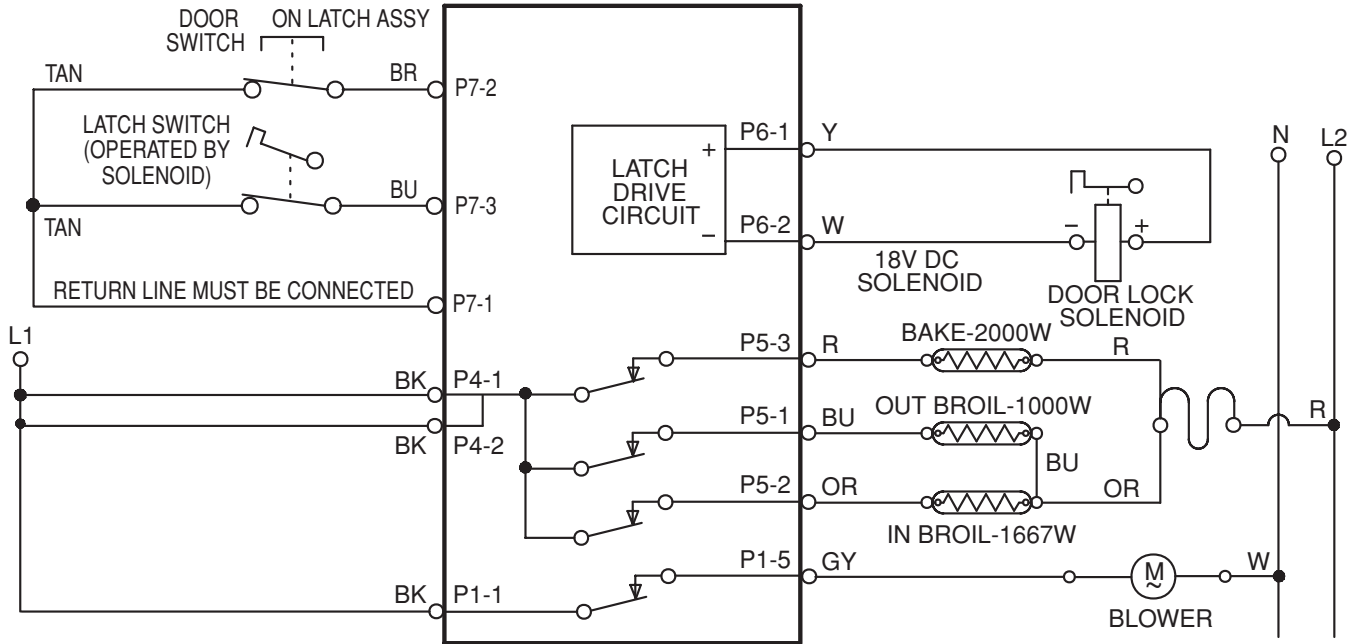 DOOR SWITCH
ON LATCH ASSY
TAN
BR
P7-2
LATCH SWITCH
(OPERATED BY
SOLENOID)
BU
P7-3
TAN
RETURN LINE MUST BE CONNECTED
P7-1
LATCH
DRIVE
CIRCUIT
+
−
P6-1
Y
P6-2
W
18V DC
SOLENOID
−
+
DOOR LOCK
SOLENOID
N
L2
L1
BK
P4-1
BK
P4-2
P5-3
R
BAKE-2000W
R
P5-1
BU
OUT BROIL-1000W
BU
R
P5-2
OR
IN BROIL-1667W
OR
BK
P1-1
P1-5
GY
M
~
BLOWER
W